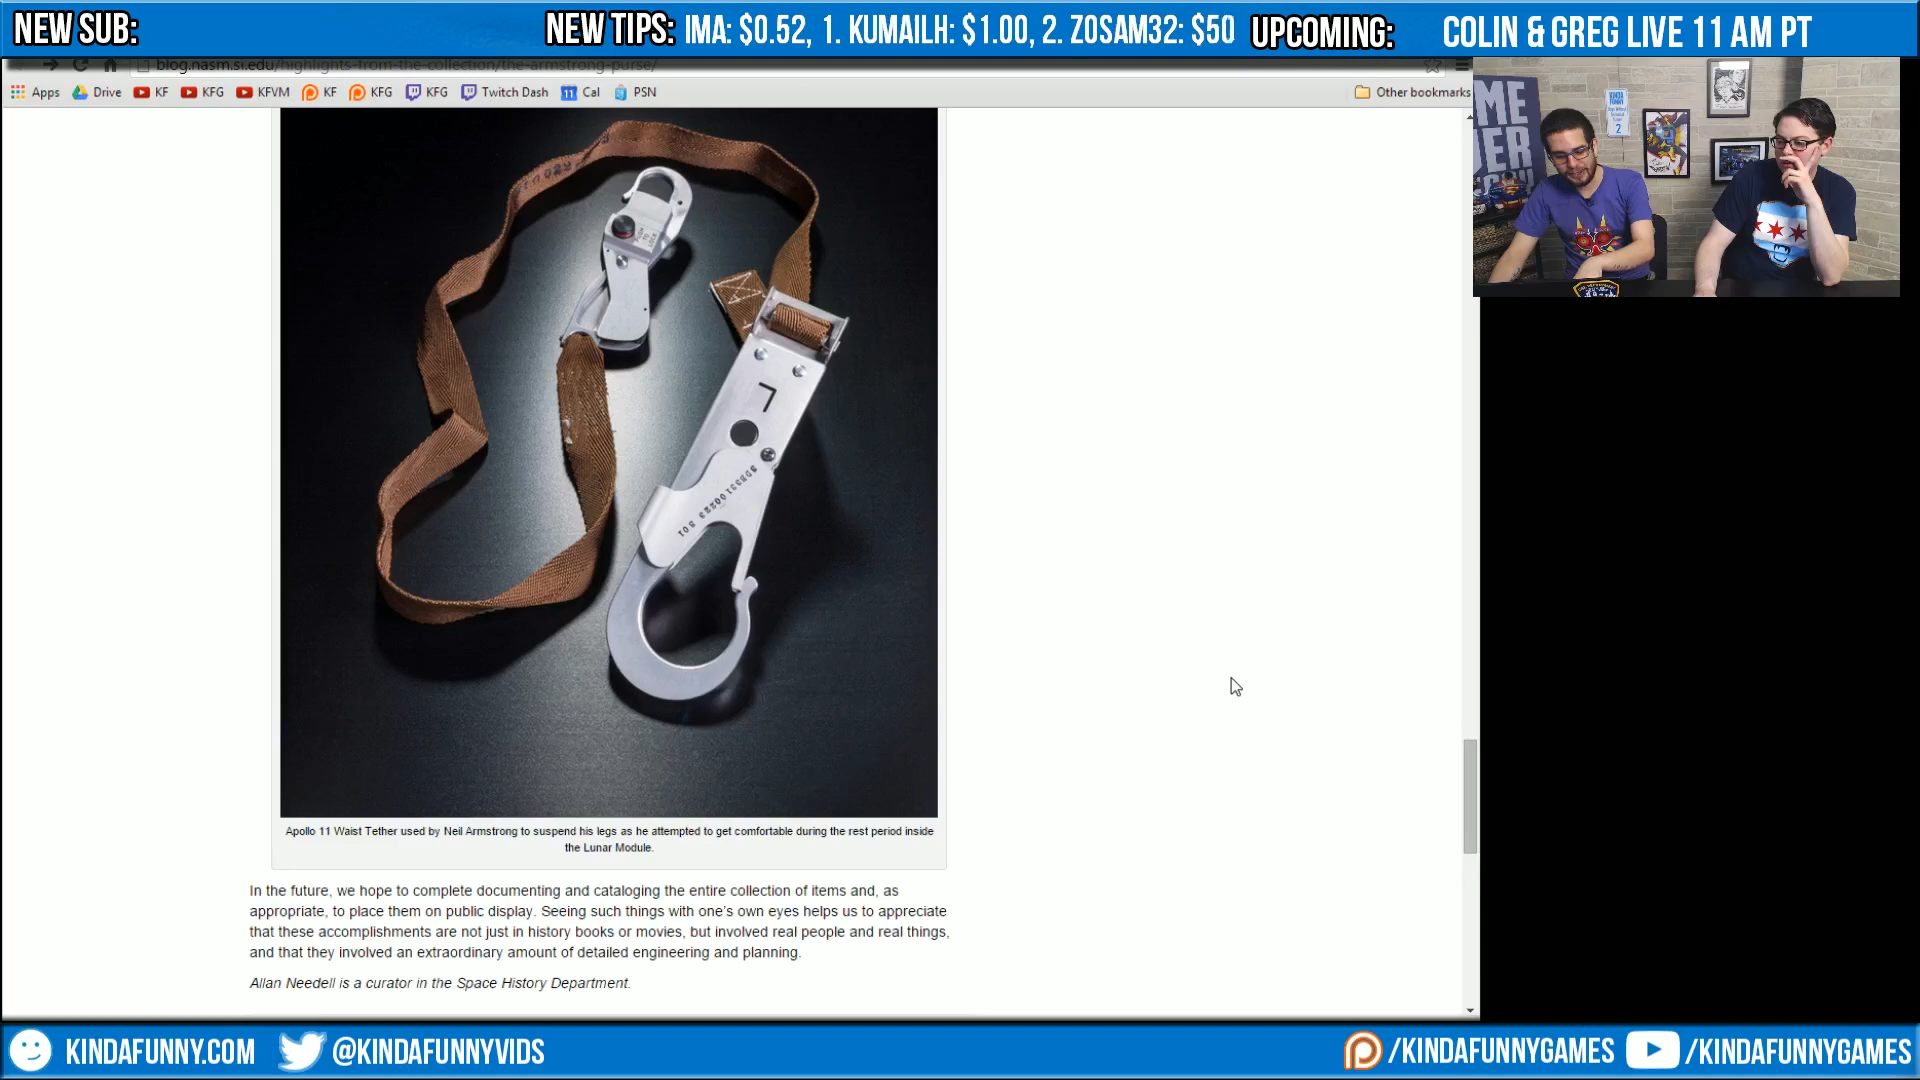 NEW SUB:
NEW TIPS: IMA: $0.52, 1. KUMAILH: $1.00, 2. ZOSAM32: $50
UPCOMING: COLIN & GREG LIVE 11 AM PT
blog.nasm.si.edu/highlights-from-the-collection/the-armstrong-purse/
Apps Drive KF KFG KFVM KF KFG KFG Twitch Dash 11 Cal PSN Other bookmarks
PUSH TO LOCK
L
Apollo 11 Waist Tether used by Neil Armstrong to suspend his legs as he attempted to get comfortable during the rest period inside
the Lunar Module.
In the future, we hope to complete documenting and cataloging the entire collection of items and, as
appropriate, to place them on public display. Seeing such things with one's own eyes helps us to appreciate
that these accomplishments are not just in history books or movies, but involved real people and real things,
and that they involved an extraordinary amount of detailed engineering and planning.
Allan Needell is a curator in the Space History Department.
KINDA
FUNNY
2
KINDAFUNNY.COM
@KINDAFUNNYVIDS
/KINDAFUNNYGAMES
/KINDAFUNNYGAMES